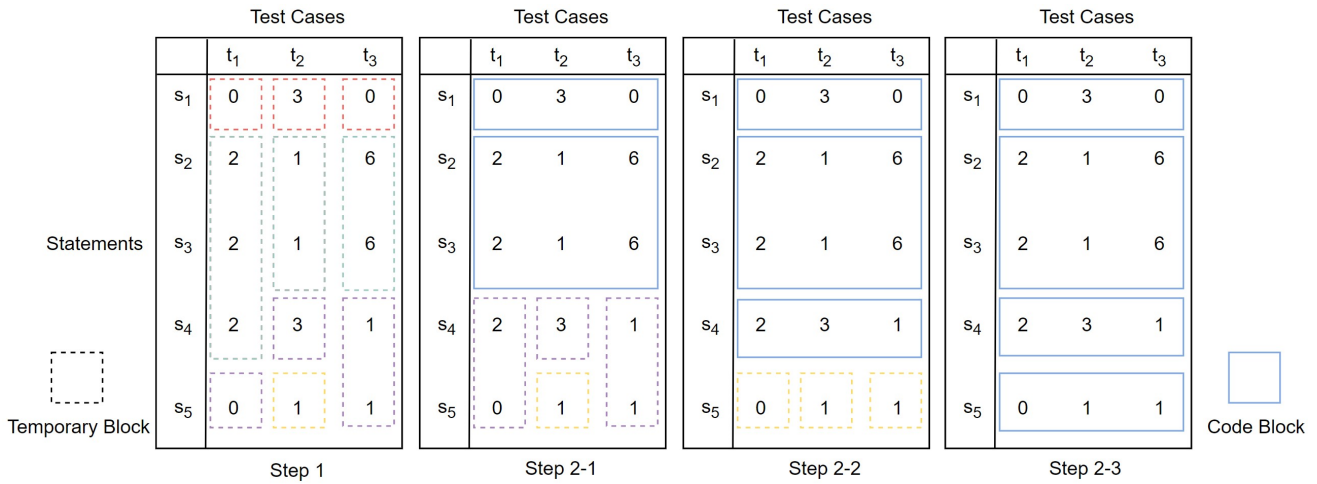 Test Cases Test Cases Test Cases Test Cases
t1 t2 t3 t1 t2 t3 t1 t2 t3 t1 t2 t3
s1 0 3 0 s1 0 3 0 s1 0 3 0 s1 0 3 0
s2 2 1 6 s2 2 1 6 s2 2 1 6 s2 2 1 6
Statements s3 2 1 6 s3 2 1 6 s3 2 1 6 s3 2 1 6
s4 2 3 1 s4 2 3 1 s4 2 3 1 s4 2 3 1
s5 0 1 1 s5 0 1 1 s5 0 1 1 s5 0 1 1
Temporary Block Code Block
Step 1 Step 2-1 Step 2-2 Step 2-3